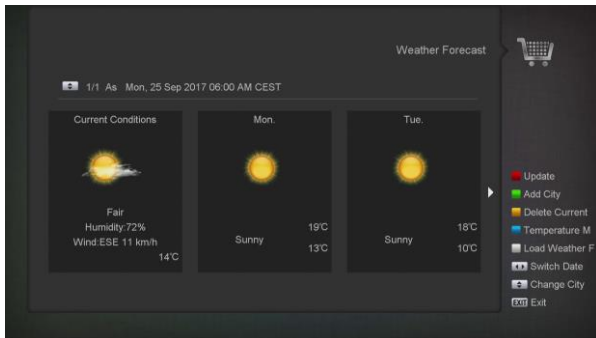 Weather Forecast
1/1 As Mon, 25 Sep 2017 06:00 AM CEST
Current Conditions
Fair
Humidity:72%
Wind:ESE 11 km/h
14°C
Mon.
19°C
Sunny
13°C
Tue.
18°C
Sunny
10°C
Update
Add City
Delete Current
Temperature M
Load Weather F
Switch Date
Change City
EXIT Exit